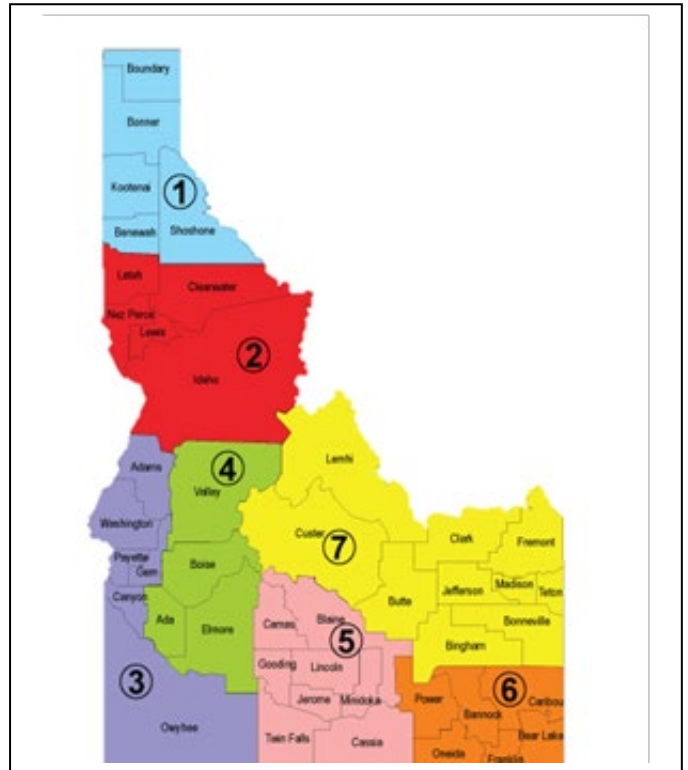 Boundary
Bonner
Kootenai
1
Benewah
Shoshone
Latah
Clearwater
Nez Perce
Lewis
2
Idaho
Adams
4
Lemhi
Valley
Washington
Custer
7
Clark
Fremont
Payette
Gem
Boise
Canyon
Butte
Jefferson
Madison
Teton
Ada
Elmore
Camas
Blaine
5
Bonneville
Bingham
Gooding
Lincoln
3
6
Jerome
Minidoka
Power
Caribou
Bannock
Owyhee
Twin Falls
Cassia
Bear Lake
Oneida
Franklin